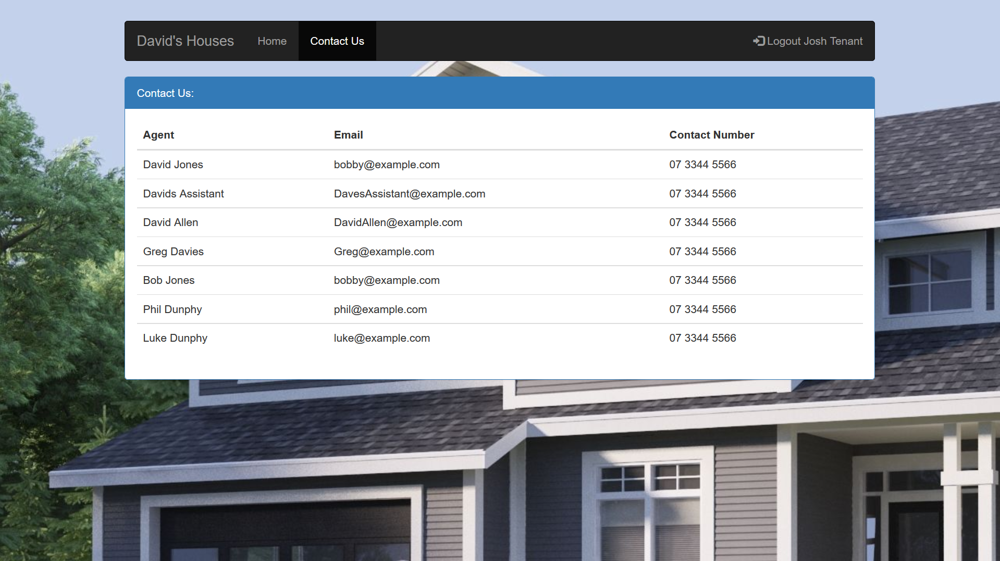 David's Houses Home Contact Us Logout Josh Tenant
Contact Us:
Agent Email Contact Number
David Jones bobby@example.com 07 3344 5566
Davids Assistant DavesAssistant@example.com 07 3344 5566
David Allen DavidAllen@example.com 07 3344 5566
Greg Davies Greg@example.com 07 3344 5566
Bob Jones bobby@example.com 07 3344 5566
Phil Dunphy phil@example.com 07 3344 5566
Luke Dunphy luke@example.com 07 3344 5566